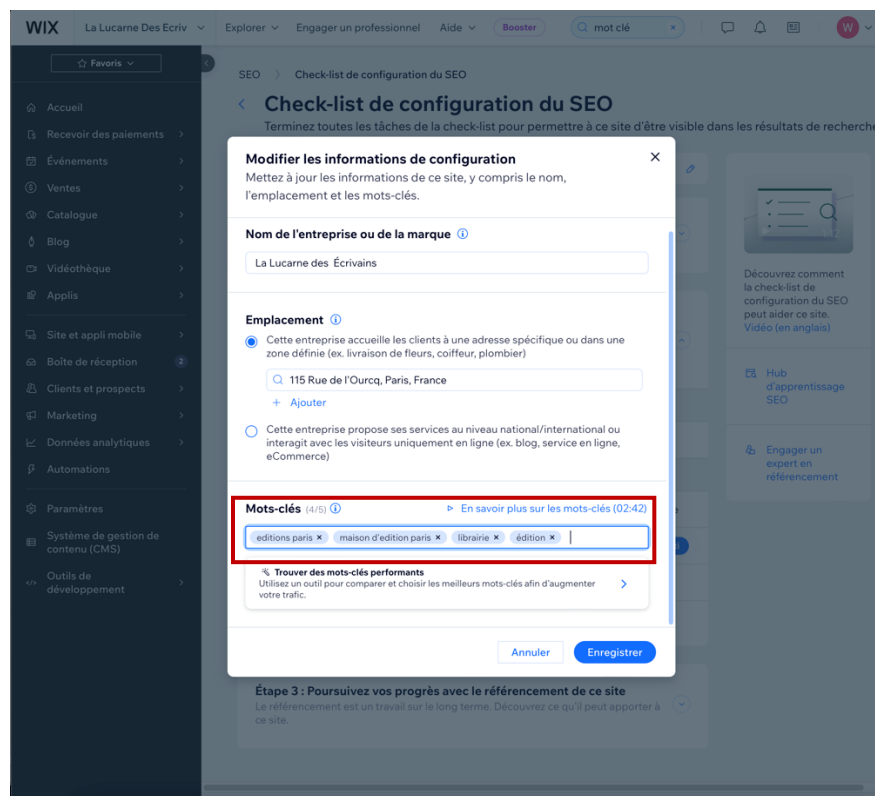 WIX La Lucarne Des Ecriv Explorer Engager un professionnel Aide Booster mot clé × W
Favoris
Accueil
Recevoir des paiements
Événements
Ventes
Catalogue
Blog
Vidéothèque
Applis
Site et appli mobile
Boîte de réception 2
Clients et prospects
Marketing
Données analytiques
Automations
Paramètres
Système de gestion de
contenu (CMS)
Outils de
développement
SEO > Check-list de configuration du SEO
Check-list de configuration du SEO
Terminez toutes les tâches de la check-list pour permettre à ce site d'être visible dans les résultats de recherche
Modifier les informations de configuration
Mettez à jour les informations de ce site, y compris le nom,
l'emplacement et les mots-clés.
Nom de l'entreprise ou de la marque
La Lucarne des Écrivains
Emplacement
Cette entreprise accueille les clients à une adresse spécifique ou dans une
zone définie (ex. livraison de fleurs, coiffeur, plombier)
115 Rue de l'Ourcq, Paris, France
+ Ajouter
Cette entreprise propose ses services au niveau national/international ou
interagit avec les visiteurs uniquement en ligne (ex. blog, service en ligne,
eCommerce)
Mots-clés (4/5) En savoir plus sur les mots-clés (02:42)
editions paris × maison d'edition paris × librairie × édition ×
Trouver des mots-clés performants
Utilisez un outil pour comparer et choisir les meilleurs mots-clés afin d'augmenter
votre trafic.
Annuler Enregistrer
Étape 3 : Poursuivez vos progrès avec le référencement de ce site
Le référencement est un travail sur le long terme. Découvrez ce qu'il peut apporter à
ce site.
Découvrez comment
la check-list de
configuration du SEO
peut aider ce site.
Vidéo (en anglais)
Hub
d'apprentissage
SEO
Engager un
expert en
référencement